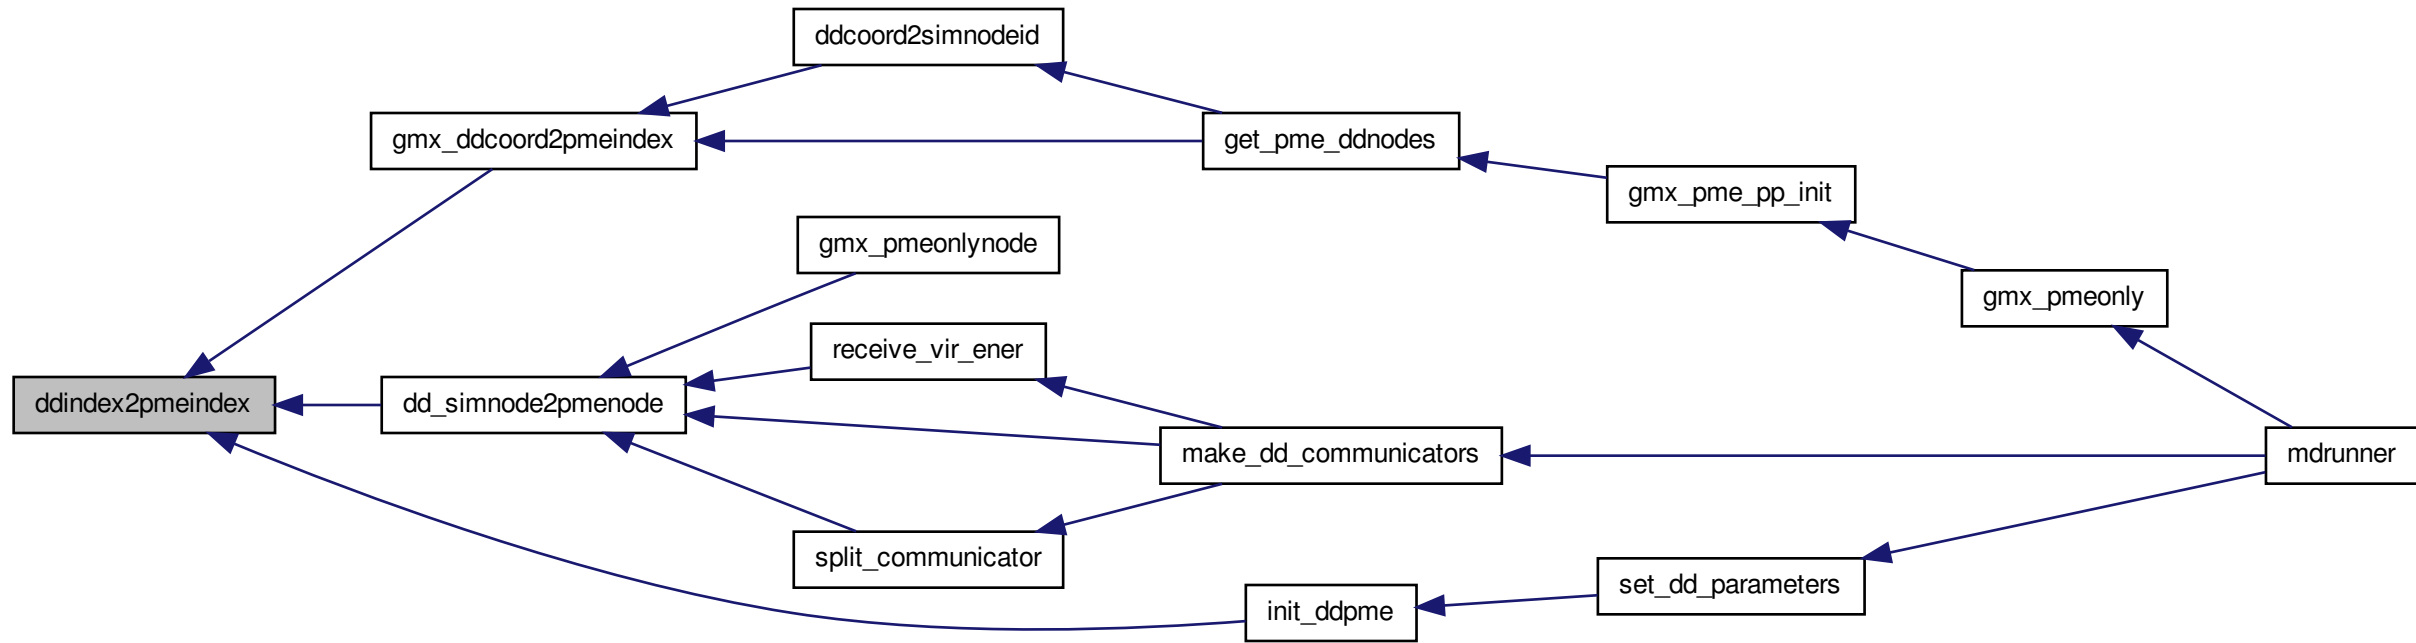 ddcoord2simnodeid
gmx_ddcoord2pmeindex
get_pme_ddnodes
gmx_pme_pp_init
gmx_pmeonlynode
gmx_pmeonly
receive_vir_ener
ddindex2pmeindex
dd_simnode2pmenode
make_dd_communicators
mdrunner
split_communicator
set_dd_parameters
init_ddpme